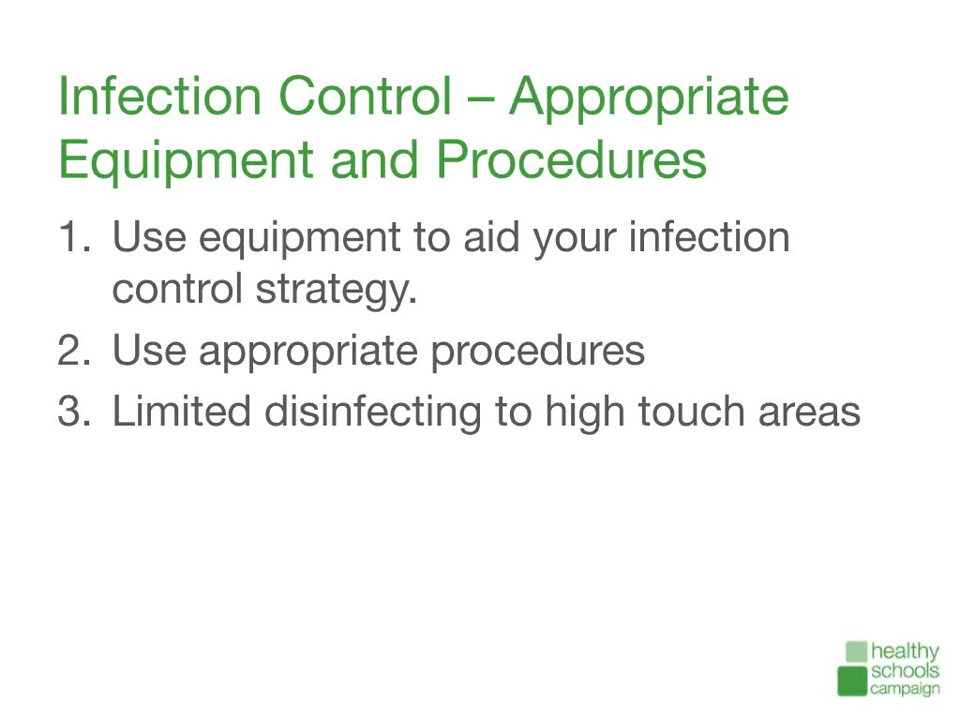 Infection Control – Appropriate
Equipment and Procedures
1. Use equipment to aid your infection
control strategy.
2. Use appropriate procedures
3. Limited disinfecting to high touch areas
healthy
schools
campaign